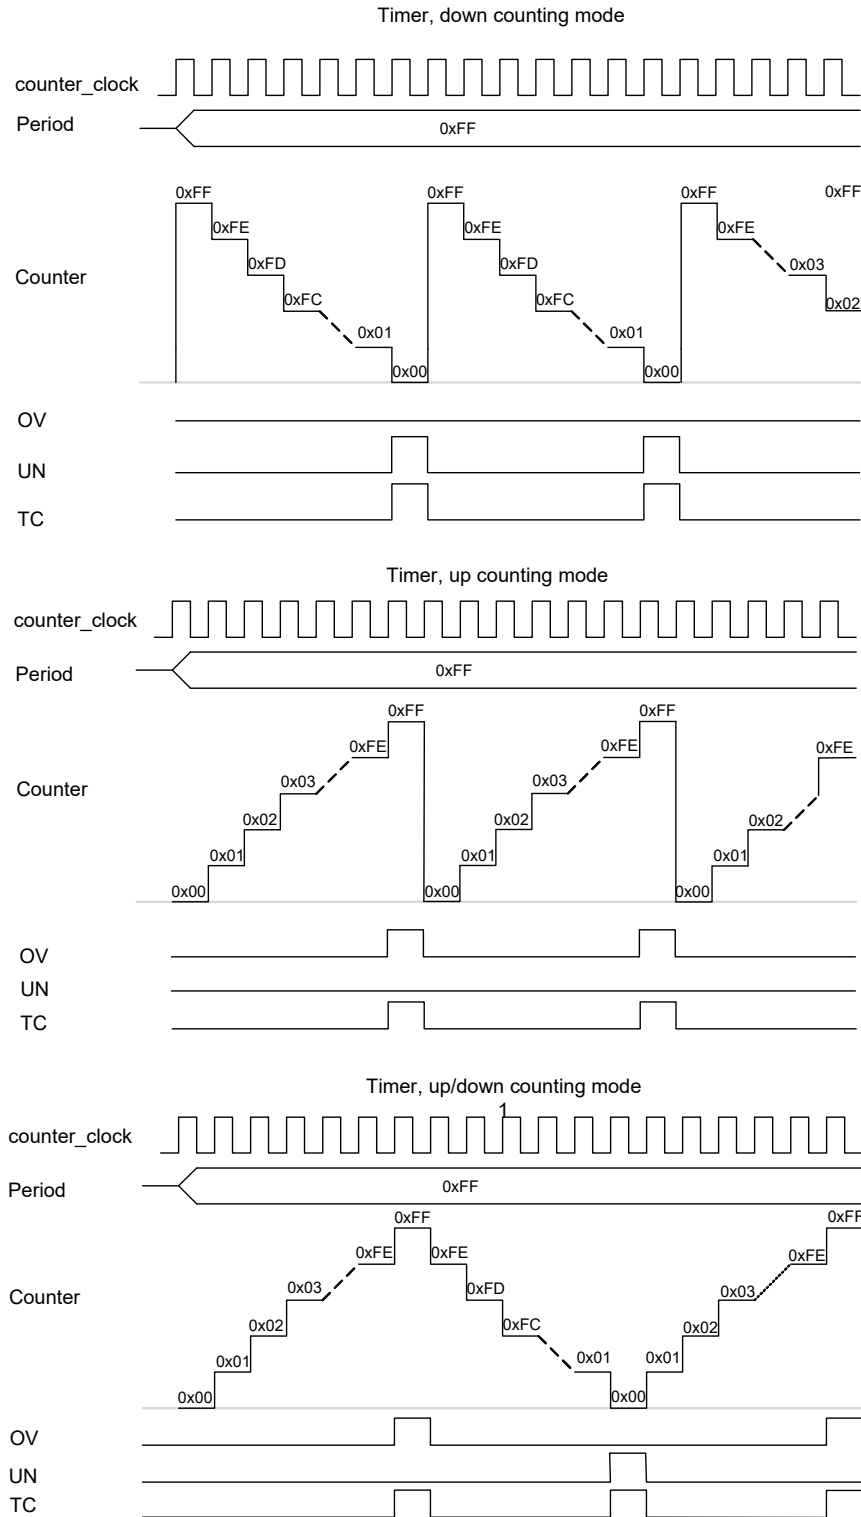 Timer, down counting mode
counter_clock
Period
0xFF
0xFF
0xFF
0xFF
0xFF
0xFE
0xFE
0xFE
0xFD
0xFD
0x03
Counter
0xFC
0xFC
0x02
0x01
0x01
0x00
0x00
OV
UN
TC
Timer, up counting mode
counter_clock
Period
0xFF
0xFF
0xFF
0xFE
0xFE
0xFE
Counter
0x03
0x03
0x02
0x02
0x02
0x01
0x01
0x01
0x00
0x00
0x00
OV
UN
TC
Timer, up/down counting mode
1
counter_clock
Period
0xFF
0xFF
0xFF
0xFE
0xFE
0xFE
Counter
0x03
0xFD
0x03
0x02
0xFC
0x02
0x01
0x01
0x01
0x00
0x00
OV
UN
TC